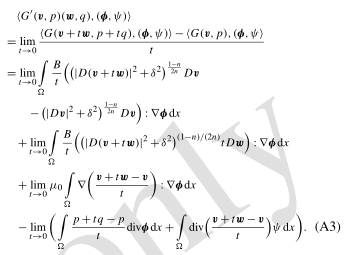 ⟨G′(𝒗, p)(𝒘, q), (𝝓, ψ)⟩
= lim_{t→0} (⟨G(𝒗 + t𝒘, p + tq), (𝝓, ψ)⟩ − ⟨G(𝒗, p), (𝝓, ψ)⟩) / t
= lim_{t→0} ∫_Ω B/t ((|D(𝒗 + t𝒘)|² + δ²)^{(1−n)/2n} D𝒗
− (|D𝒗|² + δ²)^{(1−n)/2n} D𝒗) : ∇𝝓 dx
+ lim_{t→0} ∫_Ω B/t ((|D(𝒗 + t𝒘)|² + δ²)^{(1−n)/(2n)} tD𝒘) : ∇𝝓 dx
+ lim_{t→0} μ₀ ∫_Ω ∇((𝒗 + t𝒘 − 𝒗)/t) : ∇𝝓 dx
− lim_{t→0} (∫_Ω (p + tq − p)/t div𝝓 dx + ∫_Ω div((𝒗 + t𝒘 − 𝒗)/t) ψ dx). (A3)
only